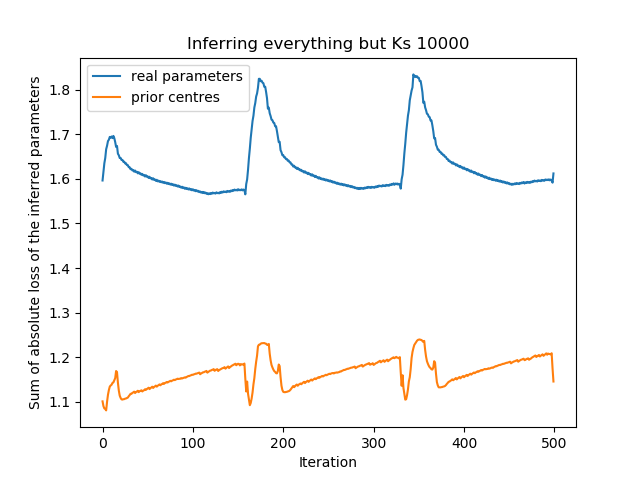 Inferring everything but Ks 10000
real parameters
prior centres
Sum of absolute loss of the inferred parameters
1.8
1.7
1.6
1.5
1.4
1.3
1.2
1.1
0 100 200 300 400 500
Iteration